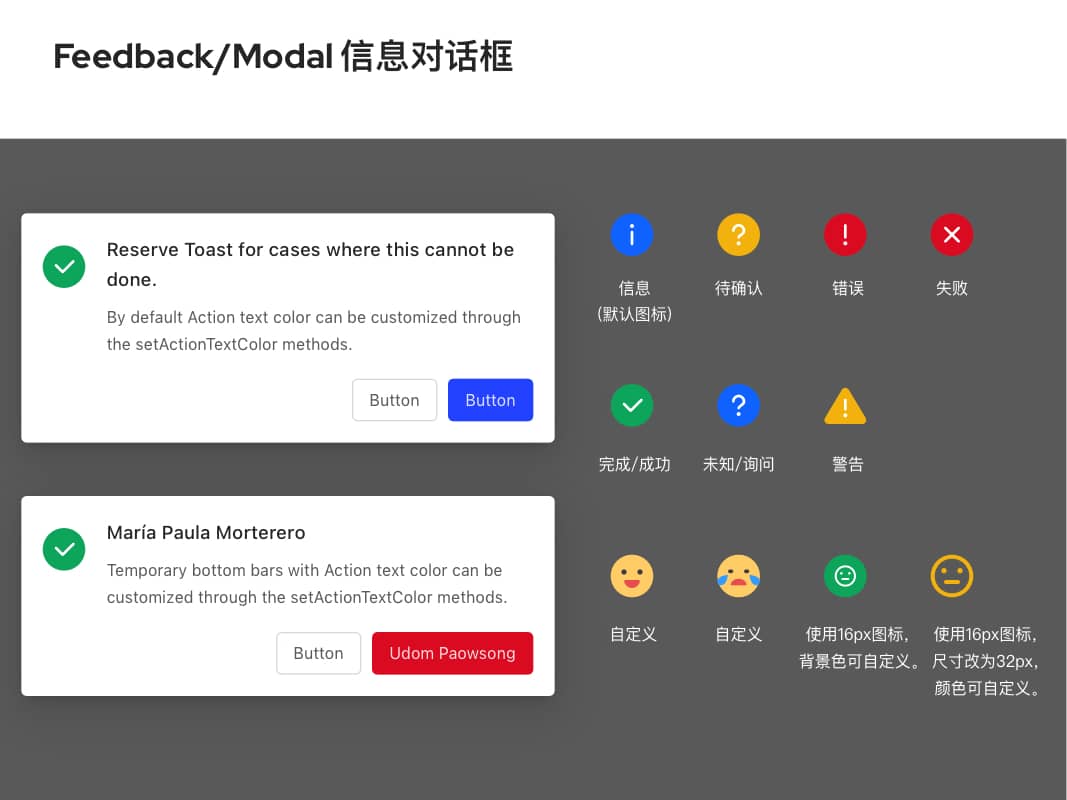 Feedback/Modal 信息对话框
Reserve Toast for cases where this cannot be
done.
By default Action text color can be customized through
the setActionTextColor methods.
Button
Button
María Paula Morterero
Temporary bottom bars with Action text color can be
customized through the setActionTextColor methods.
Button
Udom Paowsong
信息
(默认图标)
待确认
错误
失败
完成/成功
未知/询问
警告
自定义
自定义
使用16px图标，
背景色可自定义。
使用16px图标，
尺寸改为32px，
颜色可自定义。